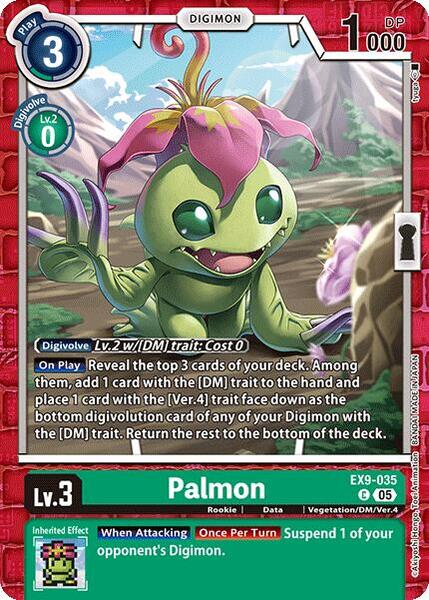 DIGIMON
Play
3
1000
DP
Digivolve
Lv.2
0
Digivolve Lv.2 w/[DM] trait: Cost 0
On Play Reveal the top 3 cards of your deck. Among
them, add 1 card with the [DM] trait to the hand and
place 1 card with the [Ver.4] trait face down as the
bottom digivolution card of any of your Digimon with
the [DM] trait. Return the rest to the bottom of the deck.
Lv.3
Palmon
EX9-035
C 05
Rookie | Data | Vegetation/DM/Ver.4
Inherited Effect
When Attacking Once Per Turn Suspend 1 of your
opponent's Digimon.
©Akiyoshi Hongo, Toei Animation
BANDAI MADE IN JAPAN